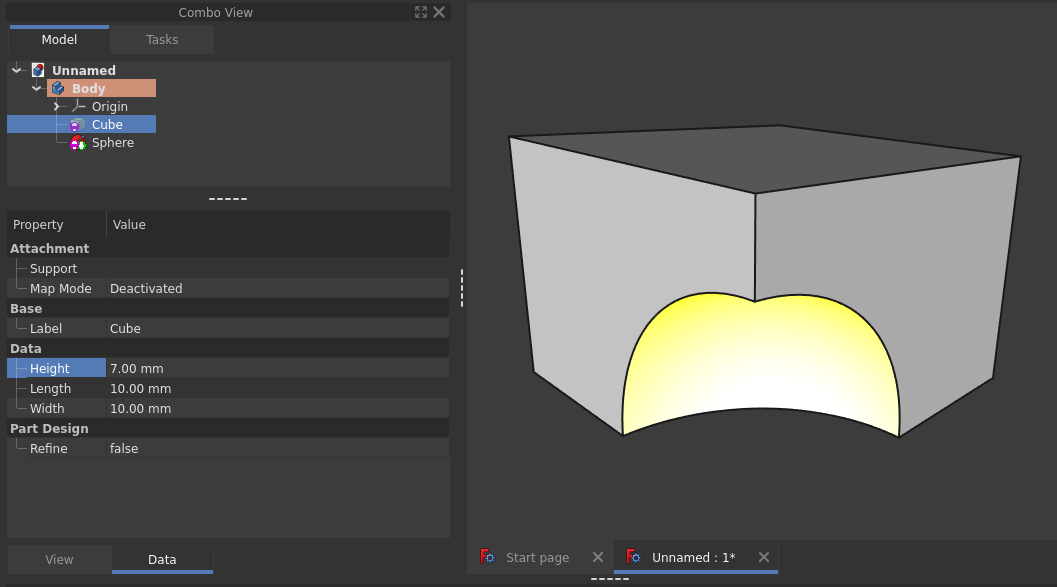 Combo View
Model Tasks
Unnamed
Body
Origin
Cube
Sphere
Property Value
Attachment
Support
Map Mode Deactivated
Base
Label Cube
Data
Height 7.00 mm
Length 10.00 mm
Width 10.00 mm
Part Design
Refine false
View Data
Start page Unnamed : 1*